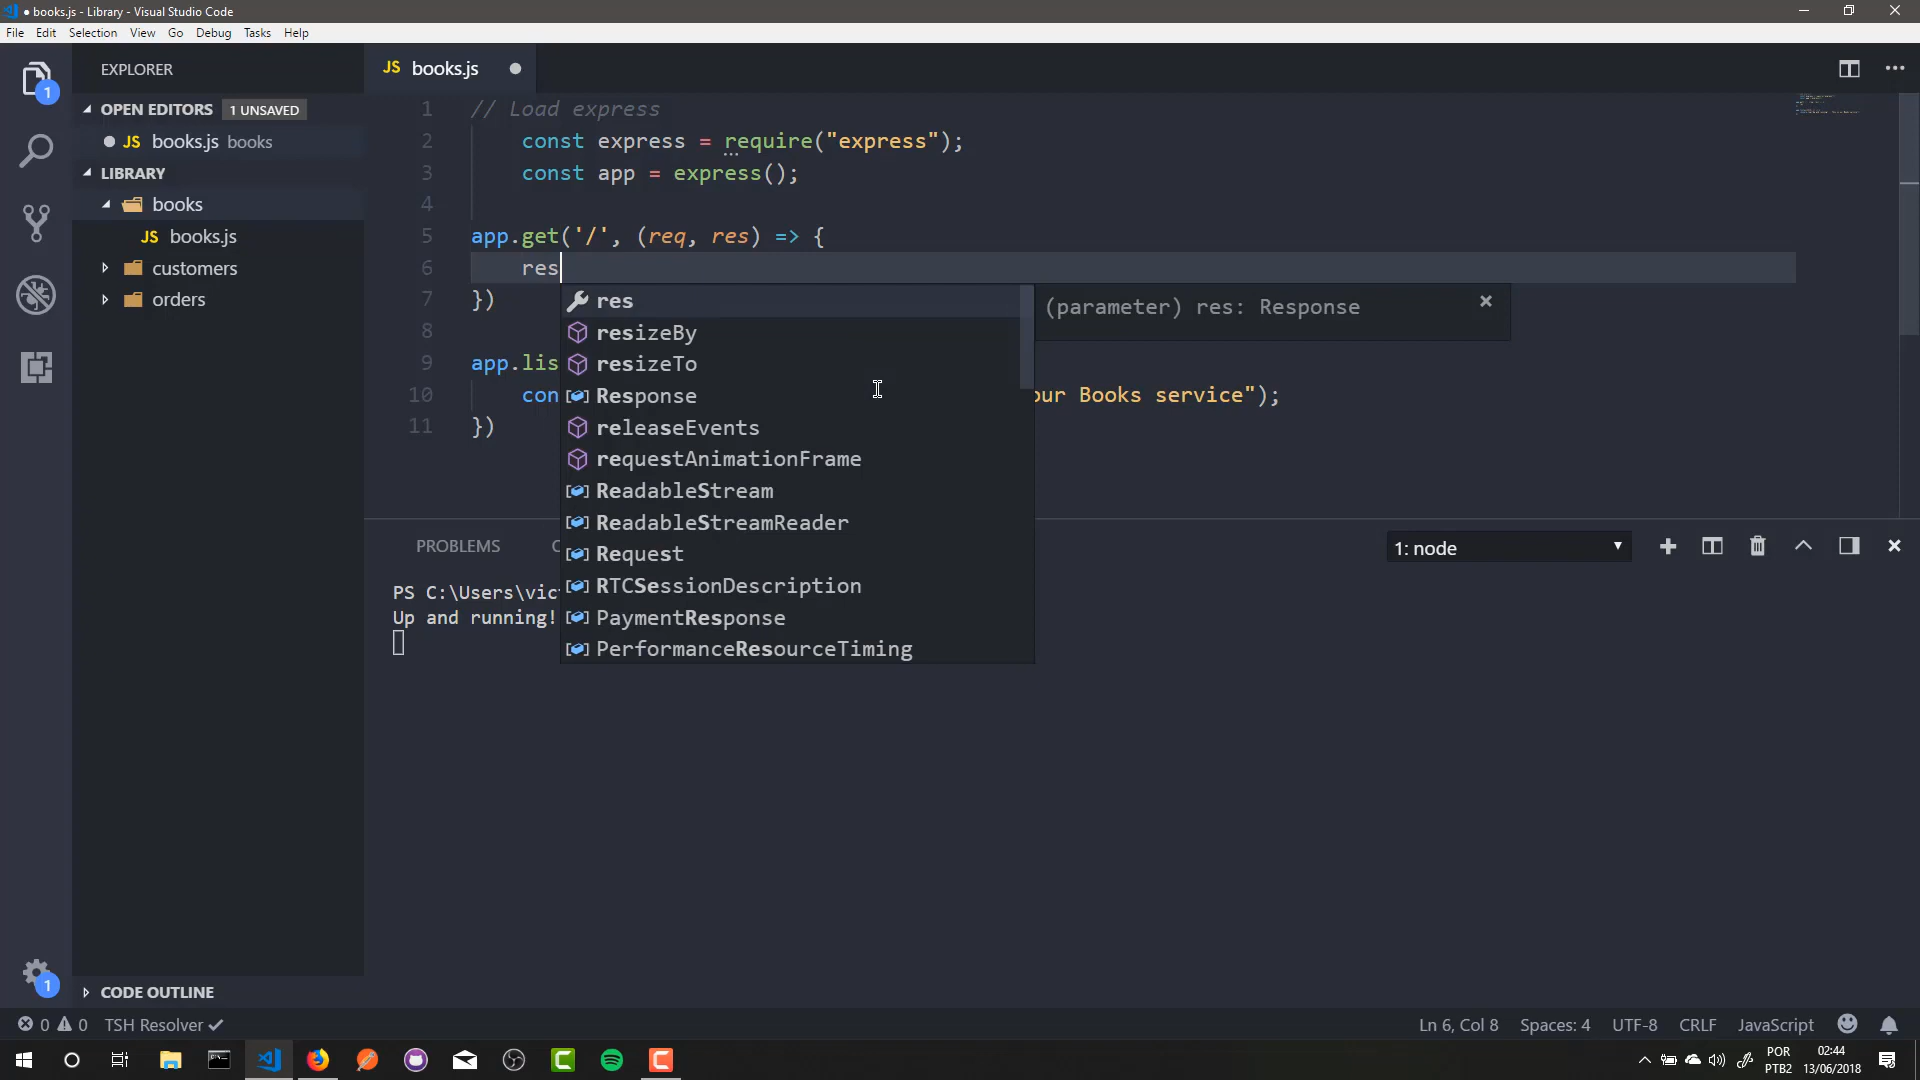 books.js - Library - Visual Studio Code
File Edit Selection View Go Debug Tasks Help
EXPLORER
1
OPEN EDITORS 1 UNSAVED
JS books.js books
LIBRARY
books
JS books.js
customers
orders
JS books.js
1 // Load express
2 const express = require("express");
3 const app = express();
4
5 app.get('/', (req, res) => {
6 res
7 })
8
9 app.lis
10 con our Books service");
11 })
res
resizeBy
resizeTo
Response
releaseEvents
requestAnimationFrame
ReadableStream
ReadableStreamReader
Request
RTCSessionDescription
PaymentResponse
PerformanceResourceTiming
(parameter) res: Response
PROBLEMS
1: node
PS C:\Users\vic
Up and running!
CODE OUTLINE
1
0 0 TSH Resolver
Ln 6, Col 8 Spaces: 4 UTF-8 CRLF JavaScript
POR
PTB2
02:44
13/06/2018